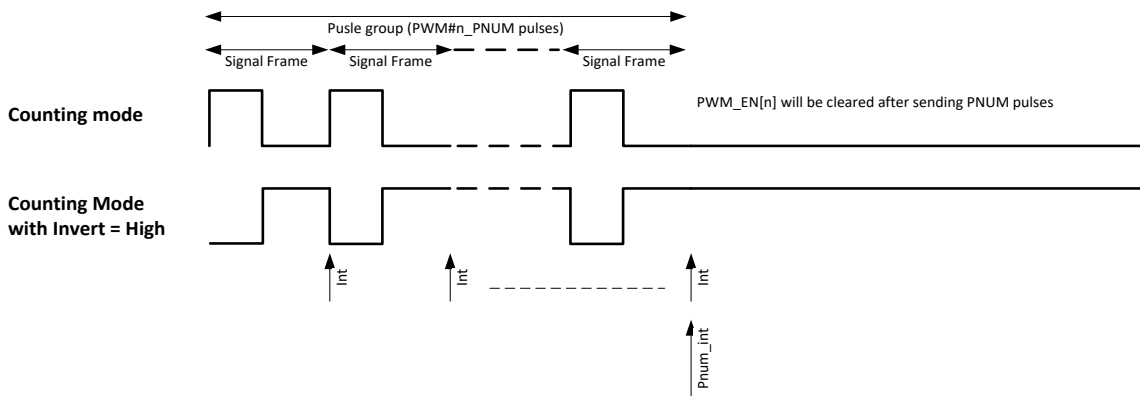 Pusle group (PWM#n_PNUM pulses)
Signal Frame
Signal Frame
Signal Frame
Counting mode
PWM_EN[n] will be cleared after sending PNUM pulses
Counting Mode
with Invert = High
Int
Int
Int
Pnum_int